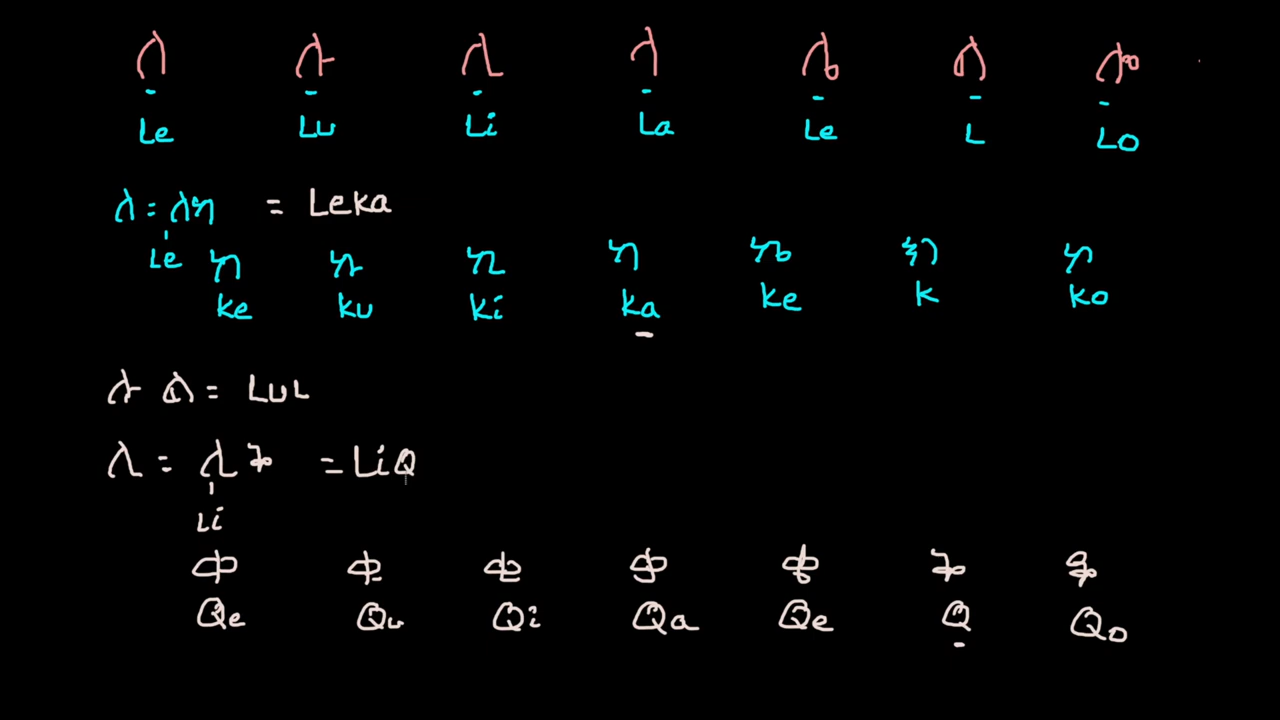 ለ ሉ ሊ ላ ሌ ል ሎ
Le Lu Li La Le L Lo
ለ = ለካ = Leka
Le
ከ ኩ ኪ ካ ኬ ክ ኮ
ke ku ki ka ke k ko
ሉ ል = LuL
ሊ = ሊቅ = LiQ
Li
ቀ ቁ ቂ ቃ ቄ ቅ ቆ
Qe Qu Qi Qa Qe Q Qo